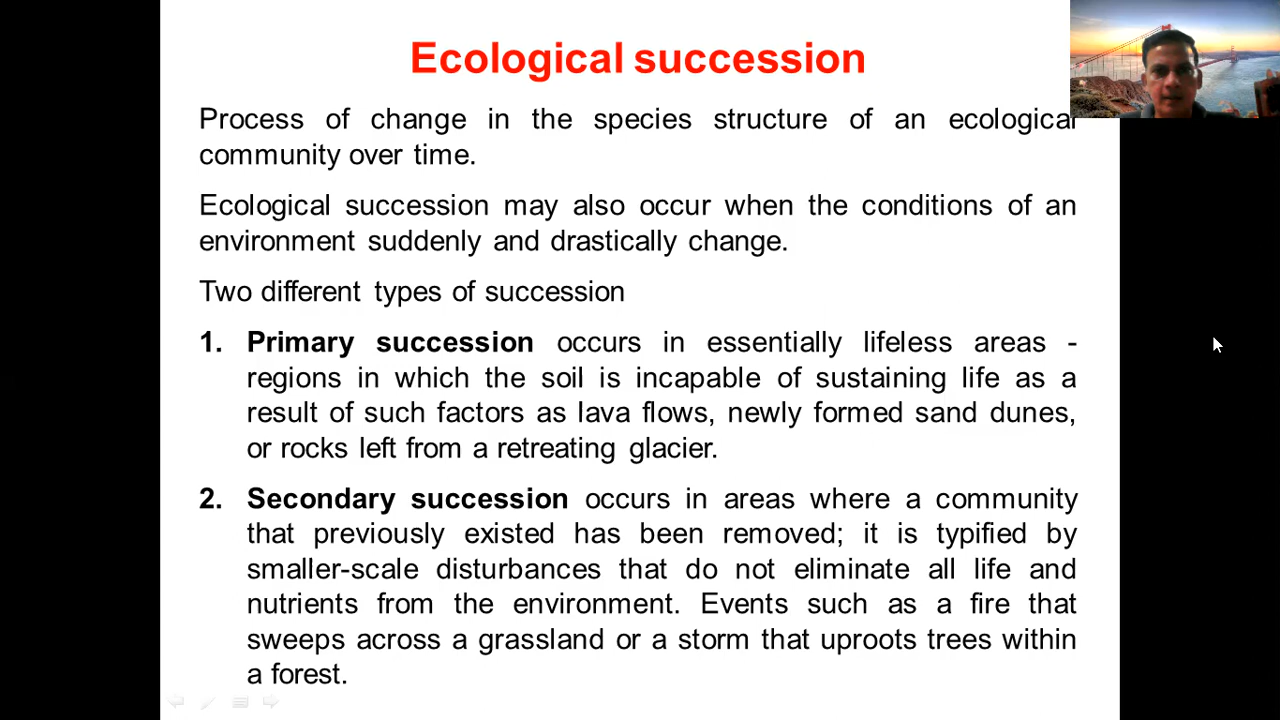 Ecological succession
Process of change in the species structure of an ecological
community over time.
Ecological succession may also occur when the conditions of an
environment suddenly and drastically change.
Two different types of succession
1. Primary succession occurs in essentially lifeless areas -
regions in which the soil is incapable of sustaining life as a
result of such factors as lava flows, newly formed sand dunes,
or rocks left from a retreating glacier.
2. Secondary succession occurs in areas where a community
that previously existed has been removed; it is typified by
smaller-scale disturbances that do not eliminate all life and
nutrients from the environment. Events such as a fire that
sweeps across a grassland or a storm that uproots trees within
a forest.